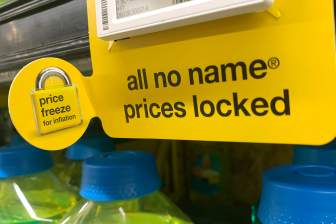 price
freeze
for inflation
all no name®
prices locked